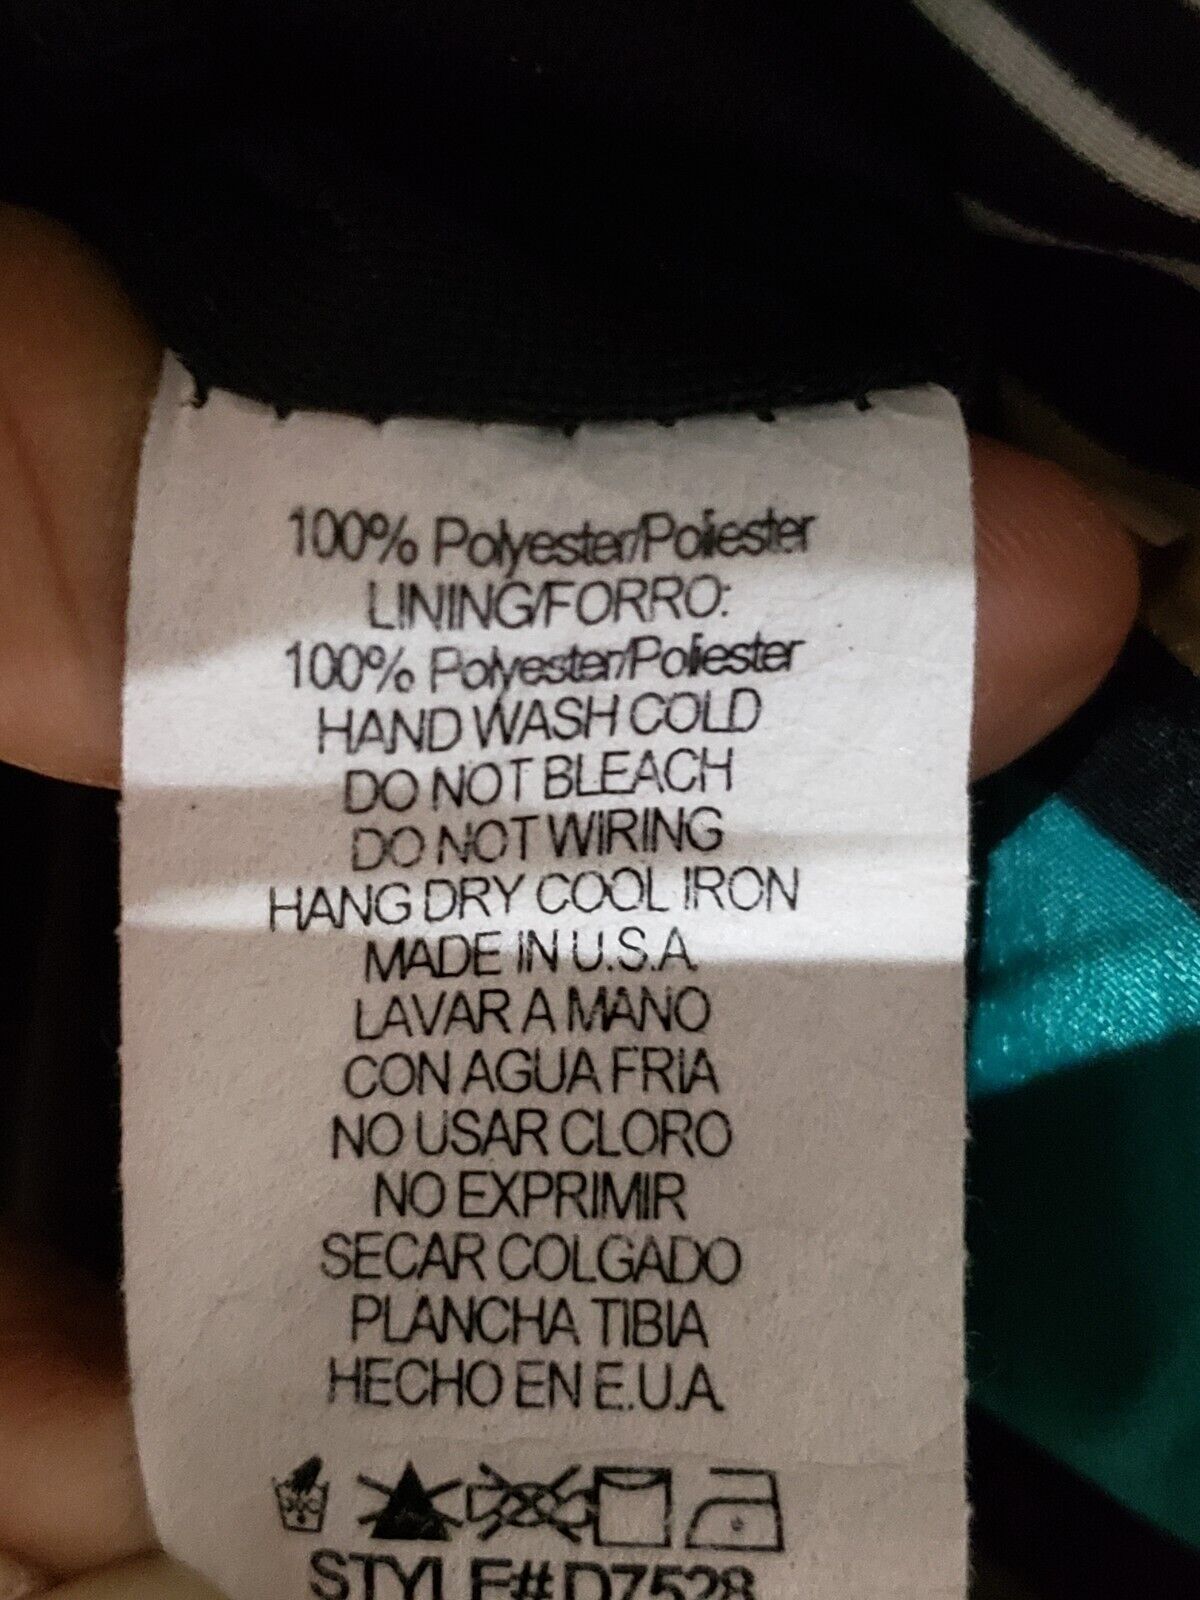 100% Polyester/Poliester
LINING/FORRO:
100% Polyester/Poliester
HAND WASH COLD
DO NOT BLEACH
DO NOT WIRING
HANG DRY COOL IRON
MADE IN U.S.A.
LAVAR A MANO
CON AGUA FRIA
NO USAR CLORO
NO EXPRIMIR
SECAR COLGADO
PLANCHA TIBIA
HECHO EN E.U.A.
STYLE#D7528